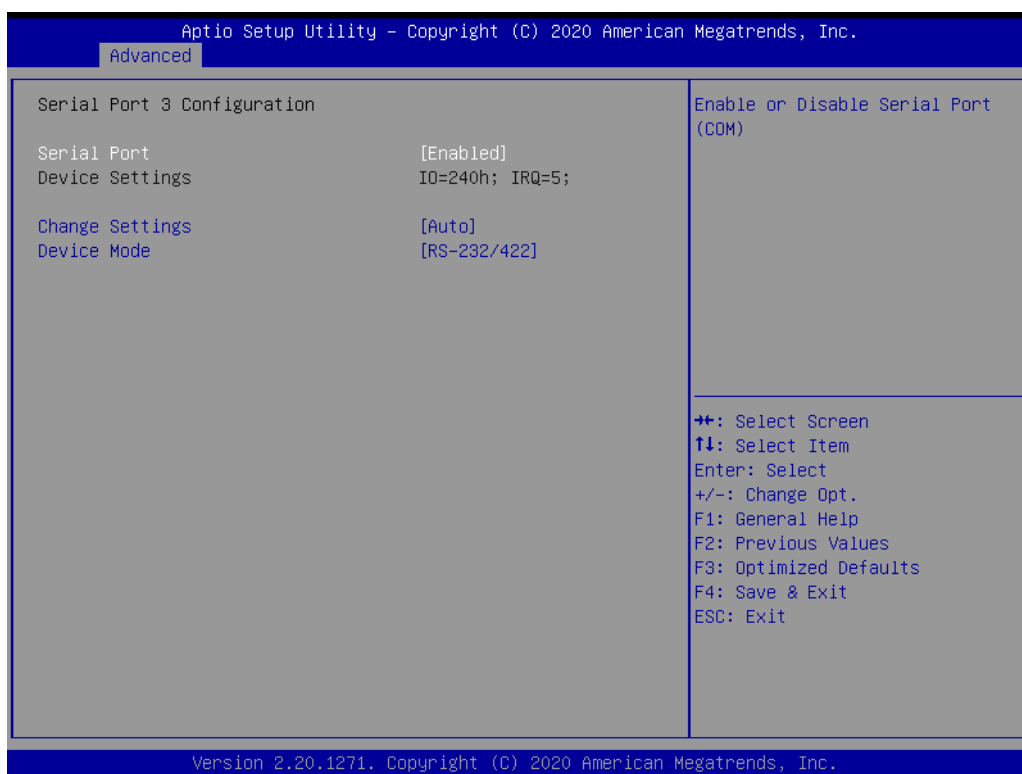 Aptio Setup Utility – Copyright (C) 2020 American Megatrends, Inc.
Advanced
Serial Port 3 Configuration
Serial Port [Enabled]
Device Settings IO=240h; IRQ=5;
Change Settings [Auto]
Device Mode [RS-232/422]
Enable or Disable Serial Port
(COM)
→←: Select Screen
↑↓: Select Item
Enter: Select
+/-: Change Opt.
F1: General Help
F2: Previous Values
F3: Optimized Defaults
F4: Save & Exit
ESC: Exit
Version 2.20.1271. Copyright (C) 2020 American Megatrends, Inc.